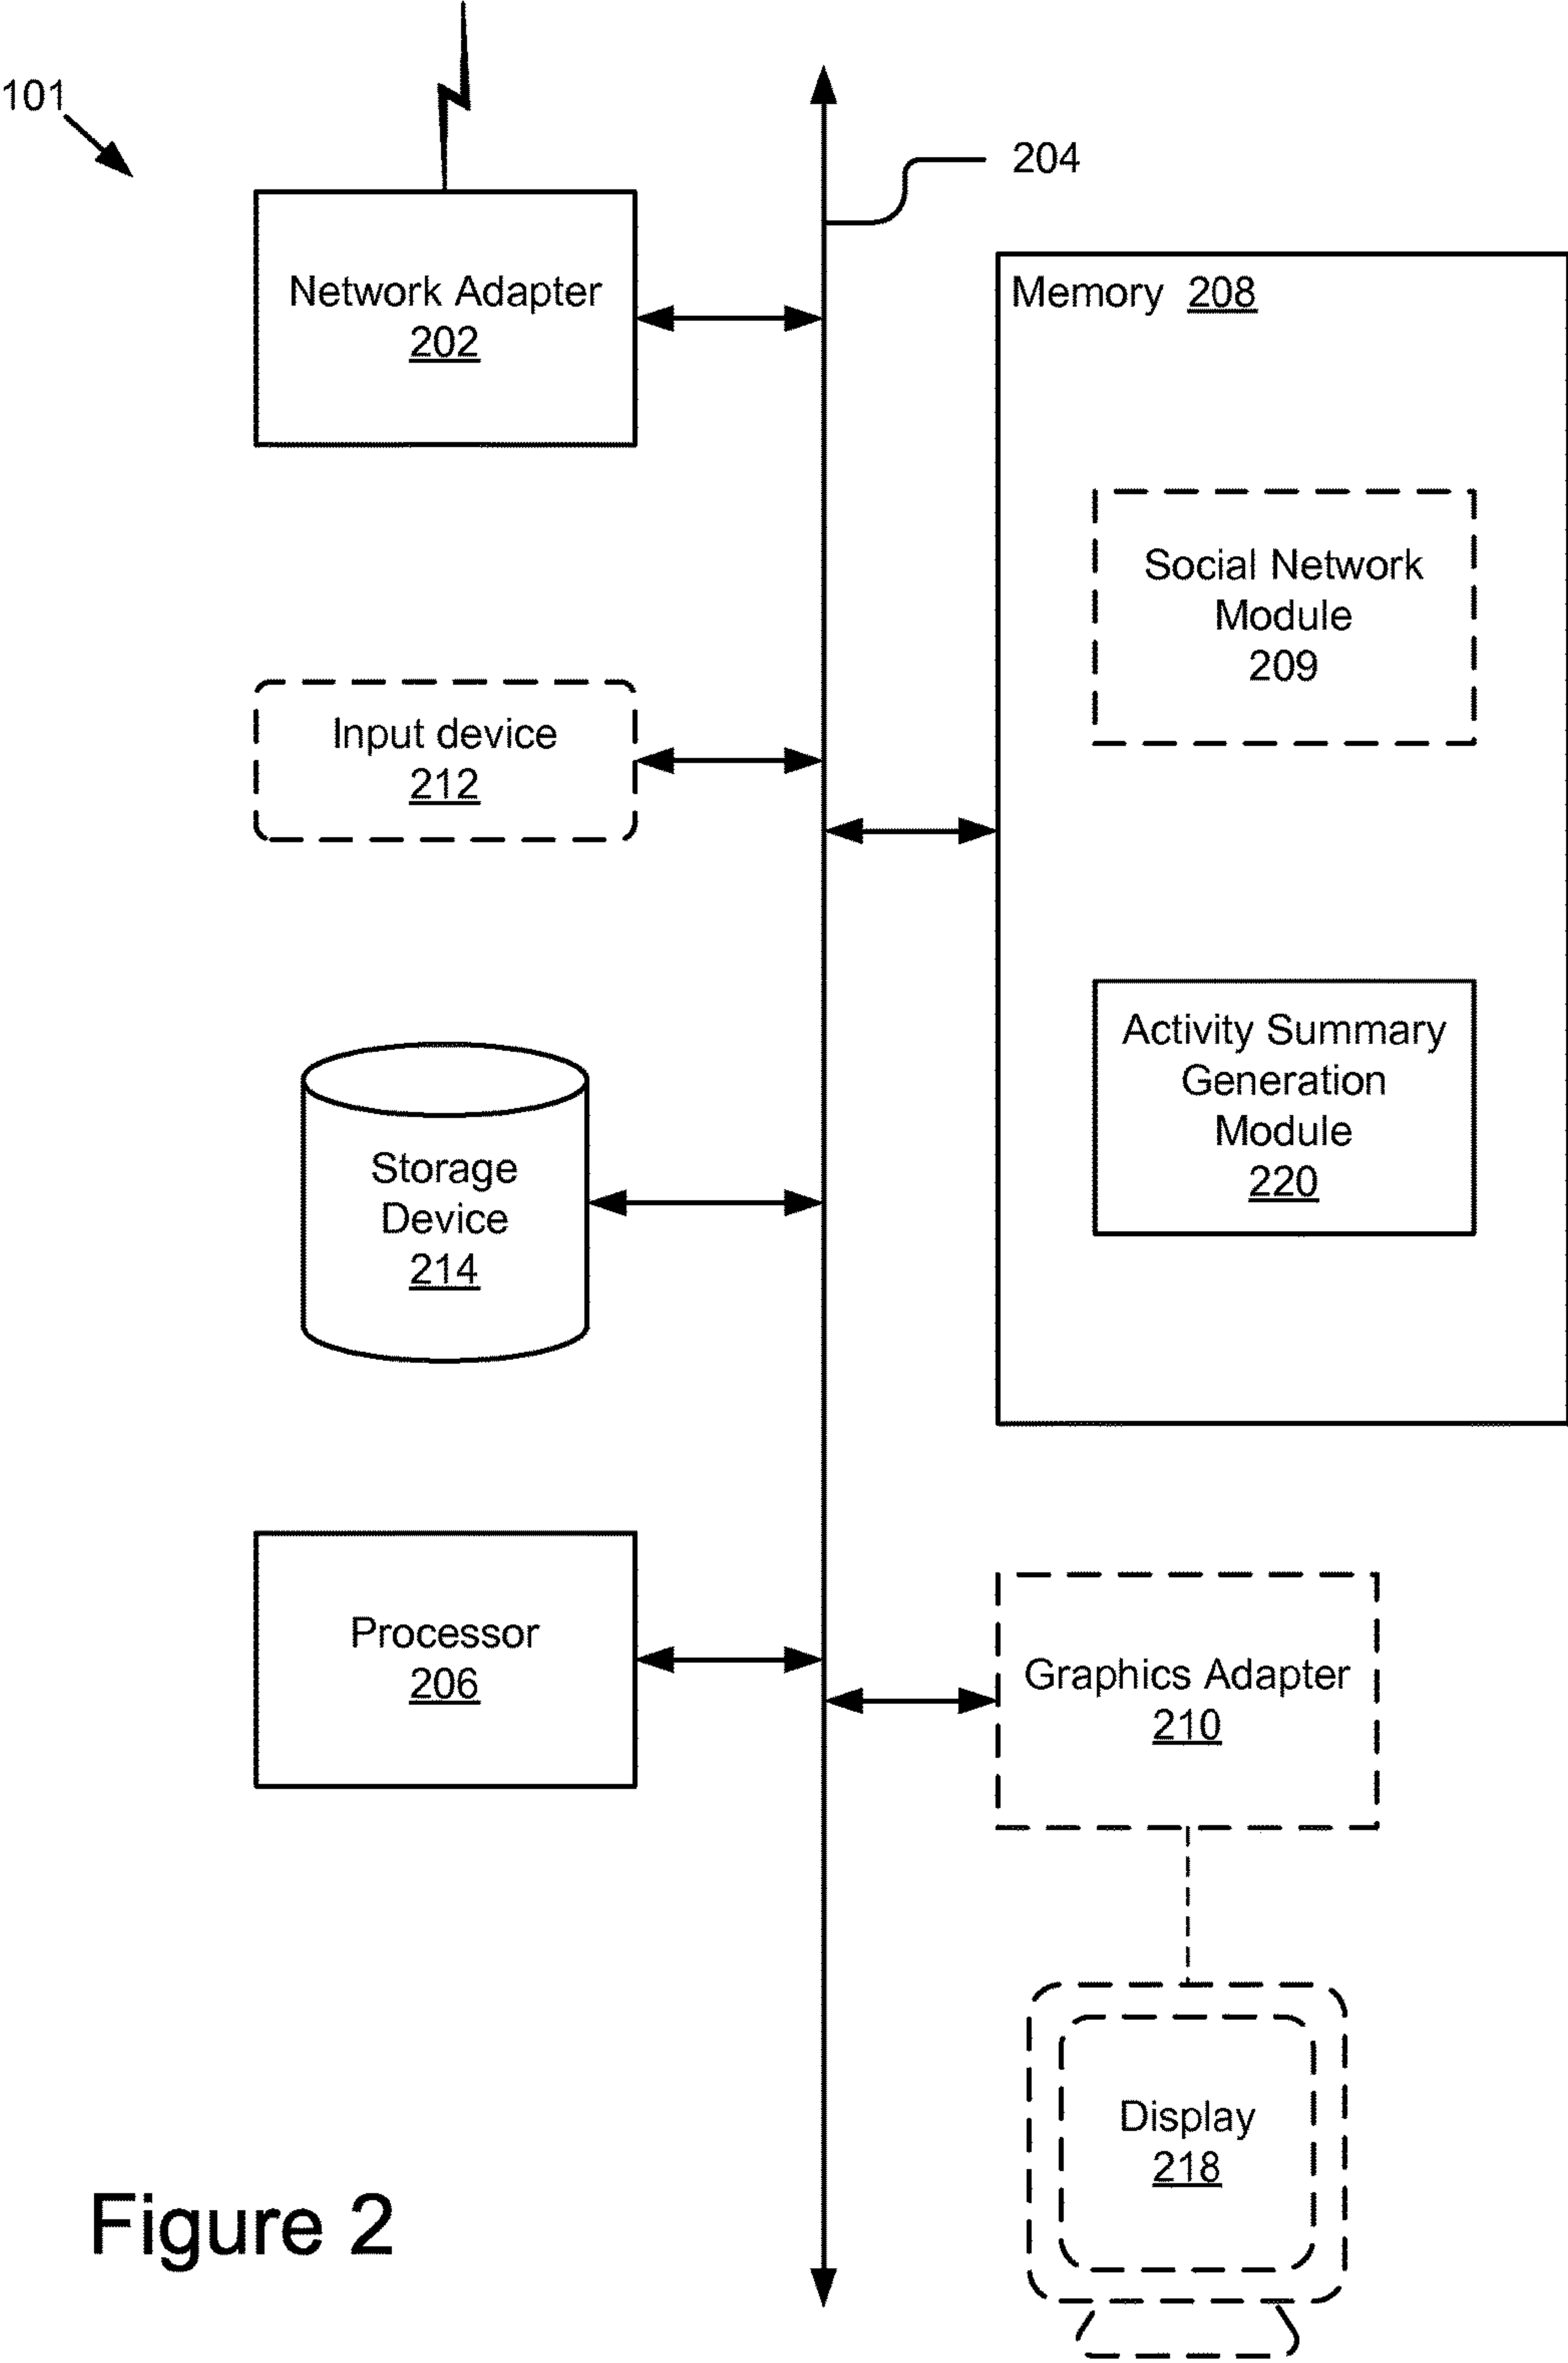 101
204
Network Adapter
202
Memory 208
Social Network
Module
209
Input device
212
Activity Summary
Generation
Module
220
Storage
Device
214
Processor
206
Graphics Adapter
210
Display
218
Figure 2